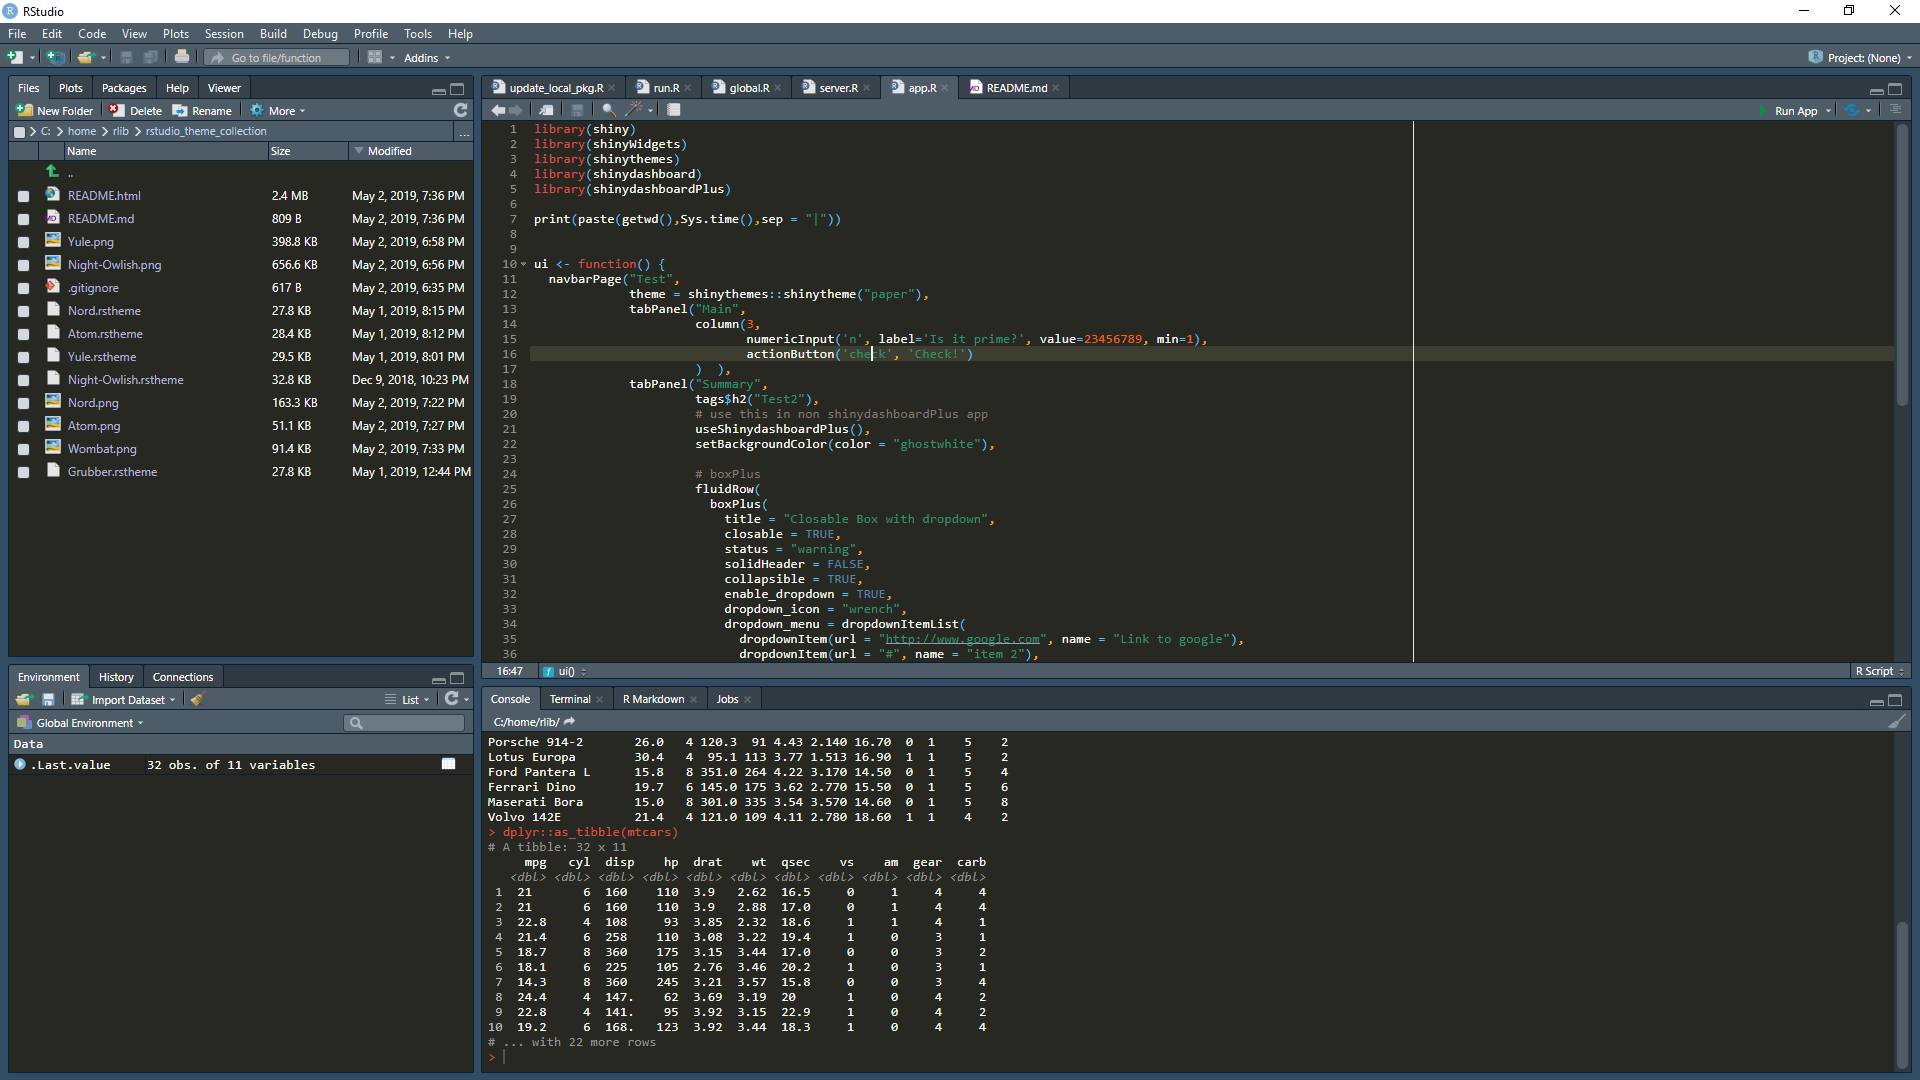 RStudio
File Edit Code View Plots Session Build Debug Profile Tools Help
Go to file/function Addins Project: (None)
Files Plots Packages Help Viewer
New Folder Delete Rename More
C: home rlib rstudio_theme_collection ...
Name Size Modified
..
README.html 2.4 MB May 2, 2019, 7:36 PM
README.md 809 B May 2, 2019, 7:36 PM
Yule.png 398.8 KB May 2, 2019, 6:58 PM
Night-Owlish.png 656.6 KB May 2, 2019, 6:56 PM
.gitignore 617 B May 2, 2019, 6:35 PM
Nord.rstheme 27.8 KB May 1, 2019, 8:15 PM
Atom.rstheme 28.4 KB May 1, 2019, 8:12 PM
Yule.rstheme 29.5 KB May 1, 2019, 8:01 PM
Night-Owlish.rstheme 32.8 KB Dec 9, 2018, 10:23 PM
Nord.png 163.3 KB May 2, 2019, 7:22 PM
Atom.png 51.1 KB May 2, 2019, 7:27 PM
Wombat.png 91.4 KB May 2, 2019, 7:33 PM
Grubber.rstheme 27.8 KB May 1, 2019, 12:44 PM
Environment History Connections
Import Dataset List
Global Environment
Data
.Last.value 32 obs. of 11 variables
update_local_pkg.R run.R global.R server.R app.R README.md
Run App
1 library(shiny)
2 library(shinyWidgets)
3 library(shinythemes)
4 library(shinydashboard)
5 library(shinydashboardPlus)
6
7 print(paste(getwd(),Sys.time(),sep = "|"))
8
9
10 ui <- function() {
11 navbarPage("Test",
12 theme = shinythemes::shinytheme("paper"),
13 tabPanel("Main",
14 column(3,
15 numericInput('n', label='Is it prime?', value=23456789, min=1),
16 actionButton('check', 'Check!')
17 ) ),
18 tabPanel("Summary",
19 tags$h2("Test2"),
20 # use this in non shinydashboardPlus app
21 useShinydashboardPlus(),
22 setBackgroundColor(color = "ghostwhite"),
23
24 # boxPlus
25 fluidRow(
26 boxPlus(
27 title = "Closable Box with dropdown",
28 closable = TRUE,
29 status = "warning",
30 solidHeader = FALSE,
31 collapsible = TRUE,
32 enable_dropdown = TRUE,
33 dropdown_icon = "wrench",
34 dropdown_menu = dropdownItemList(
35 dropdownItem(url = "http://www.google.com", name = "Link to google"),
36 dropdownItem(url = "#", name = "item 2"),
16:47 ui() R Script
Console Terminal R Markdown Jobs
C:/home/rlib/
Porsche 914-2 26.0 4 120.3 91 4.43 2.140 16.70 0 1 5 2
Lotus Europa 30.4 4 95.1 113 3.77 1.513 16.90 1 1 5 2
Ford Pantera L 15.8 8 351.0 264 4.22 3.170 14.50 0 1 5 4
Ferrari Dino 19.7 6 145.0 175 3.62 2.770 15.50 0 1 5 6
Maserati Bora 15.0 8 301.0 335 3.54 3.570 14.60 0 1 5 8
Volvo 142E 21.4 4 121.0 109 4.11 2.780 18.60 1 1 4 2
> dplyr::as_tibble(mtcars)
# A tibble: 32 x 11
mpg cyl disp hp drat wt qsec vs am gear carb
<dbl> <dbl> <dbl> <dbl> <dbl> <dbl> <dbl> <dbl> <dbl> <dbl> <dbl>
1 21 6 160 110 3.9 2.62 16.5 0 1 4 4
2 21 6 160 110 3.9 2.88 17.0 0 1 4 4
3 22.8 4 108 93 3.85 2.32 18.6 1 1 4 1
4 21.4 6 258 110 3.08 3.22 19.4 1 0 3 1
5 18.7 8 360 175 3.15 3.44 17.0 0 0 3 2
6 18.1 6 225 105 2.76 3.46 20.2 1 0 3 1
7 14.3 8 360 245 3.21 3.57 15.8 0 0 3 4
8 24.4 4 147. 62 3.69 3.19 20 1 0 4 2
9 22.8 4 141. 95 3.92 3.15 22.9 1 0 4 2
10 19.2 6 168. 123 3.92 3.44 18.3 1 0 4 4
# ... with 22 more rows
>